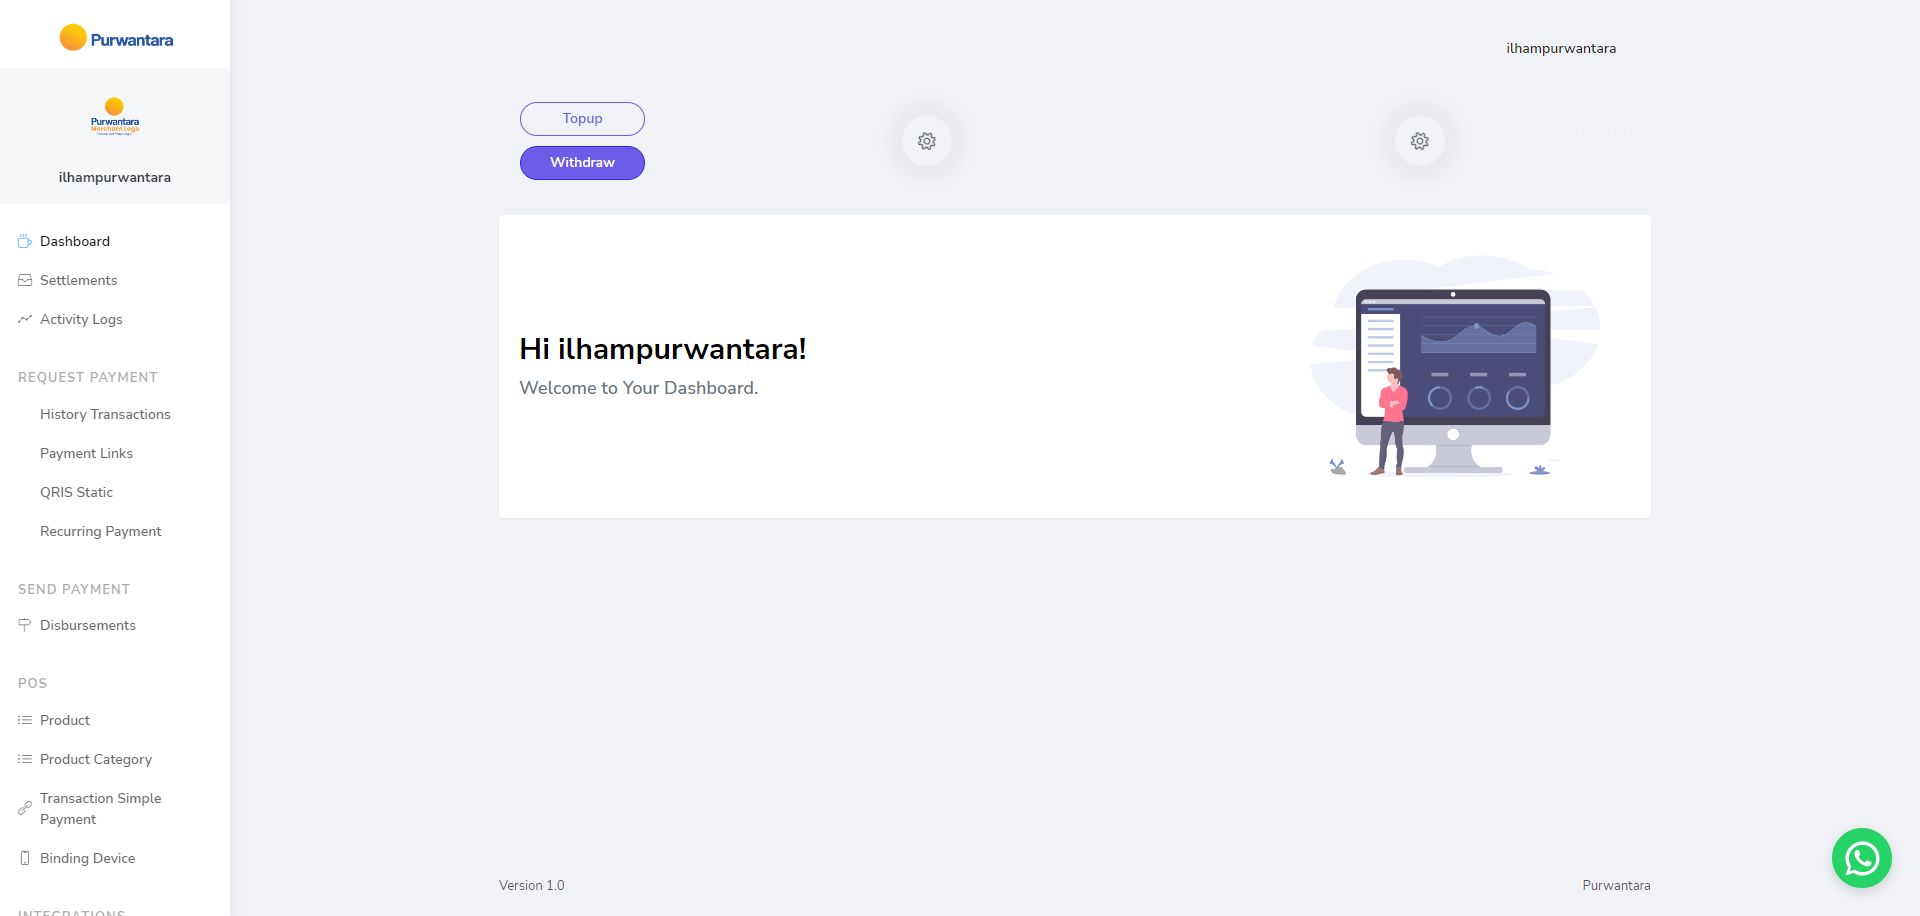 Purwantara
Purwantara
Merchant Logo
ilhampurwantara
Dashboard
Settlements
Activity Logs
REQUEST PAYMENT
History Transactions
Payment Links
QRIS Static
Recurring Payment
SEND PAYMENT
Disbursements
POS
Product
Product Category
Transaction Simple
Payment
Binding Device
INTEGRATIONS
ilhampurwantara
Topup
Withdraw
Hi ilhampurwantara!
Welcome to Your Dashboard.
Version 1.0
Purwantara